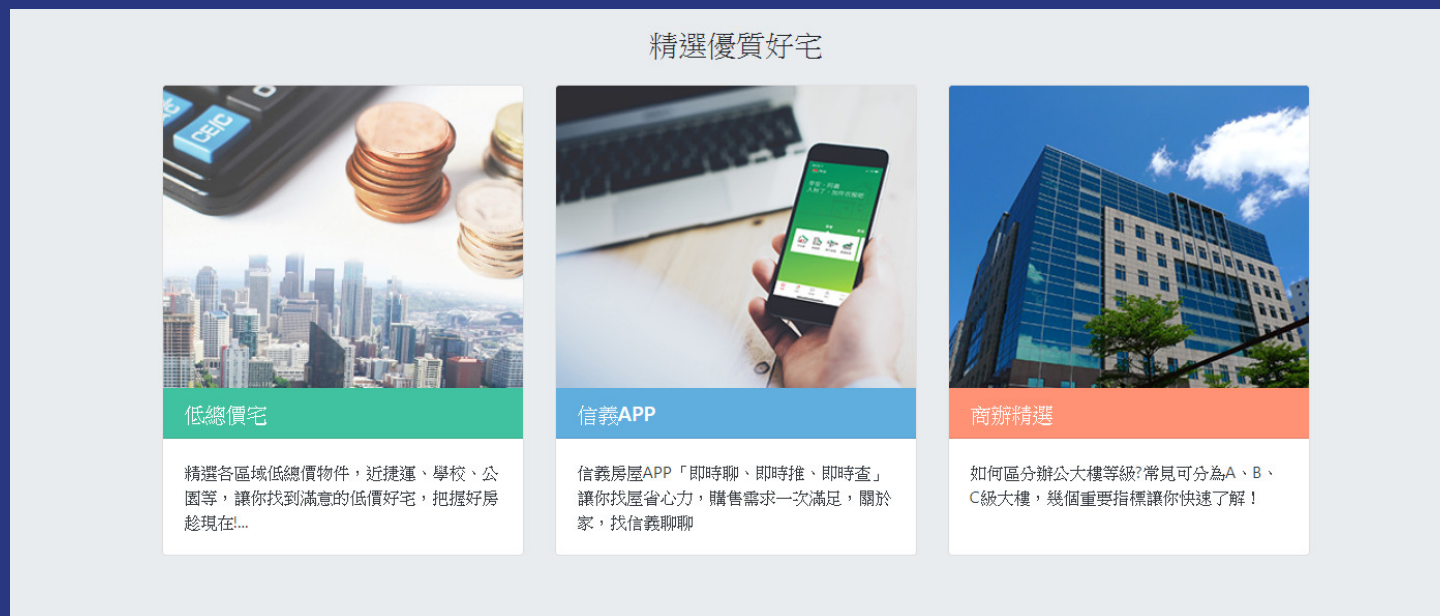 精選優質好宅
CE/C
低總價宅
精選各區域低總價物件，近捷運、學校、公
園等，讓你找到滿意的低價好宅，把握好房
趁現在!...
信義APP
信義房屋APP「即時聊、即時推、即時查」
讓你找屋省心力，購售需求一次滿足，關於
家，找信義聊聊
商辦精選
如何區分辦公大樓等級?常見可分為A、B、
C級大樓，幾個重要指標讓你快速了解！